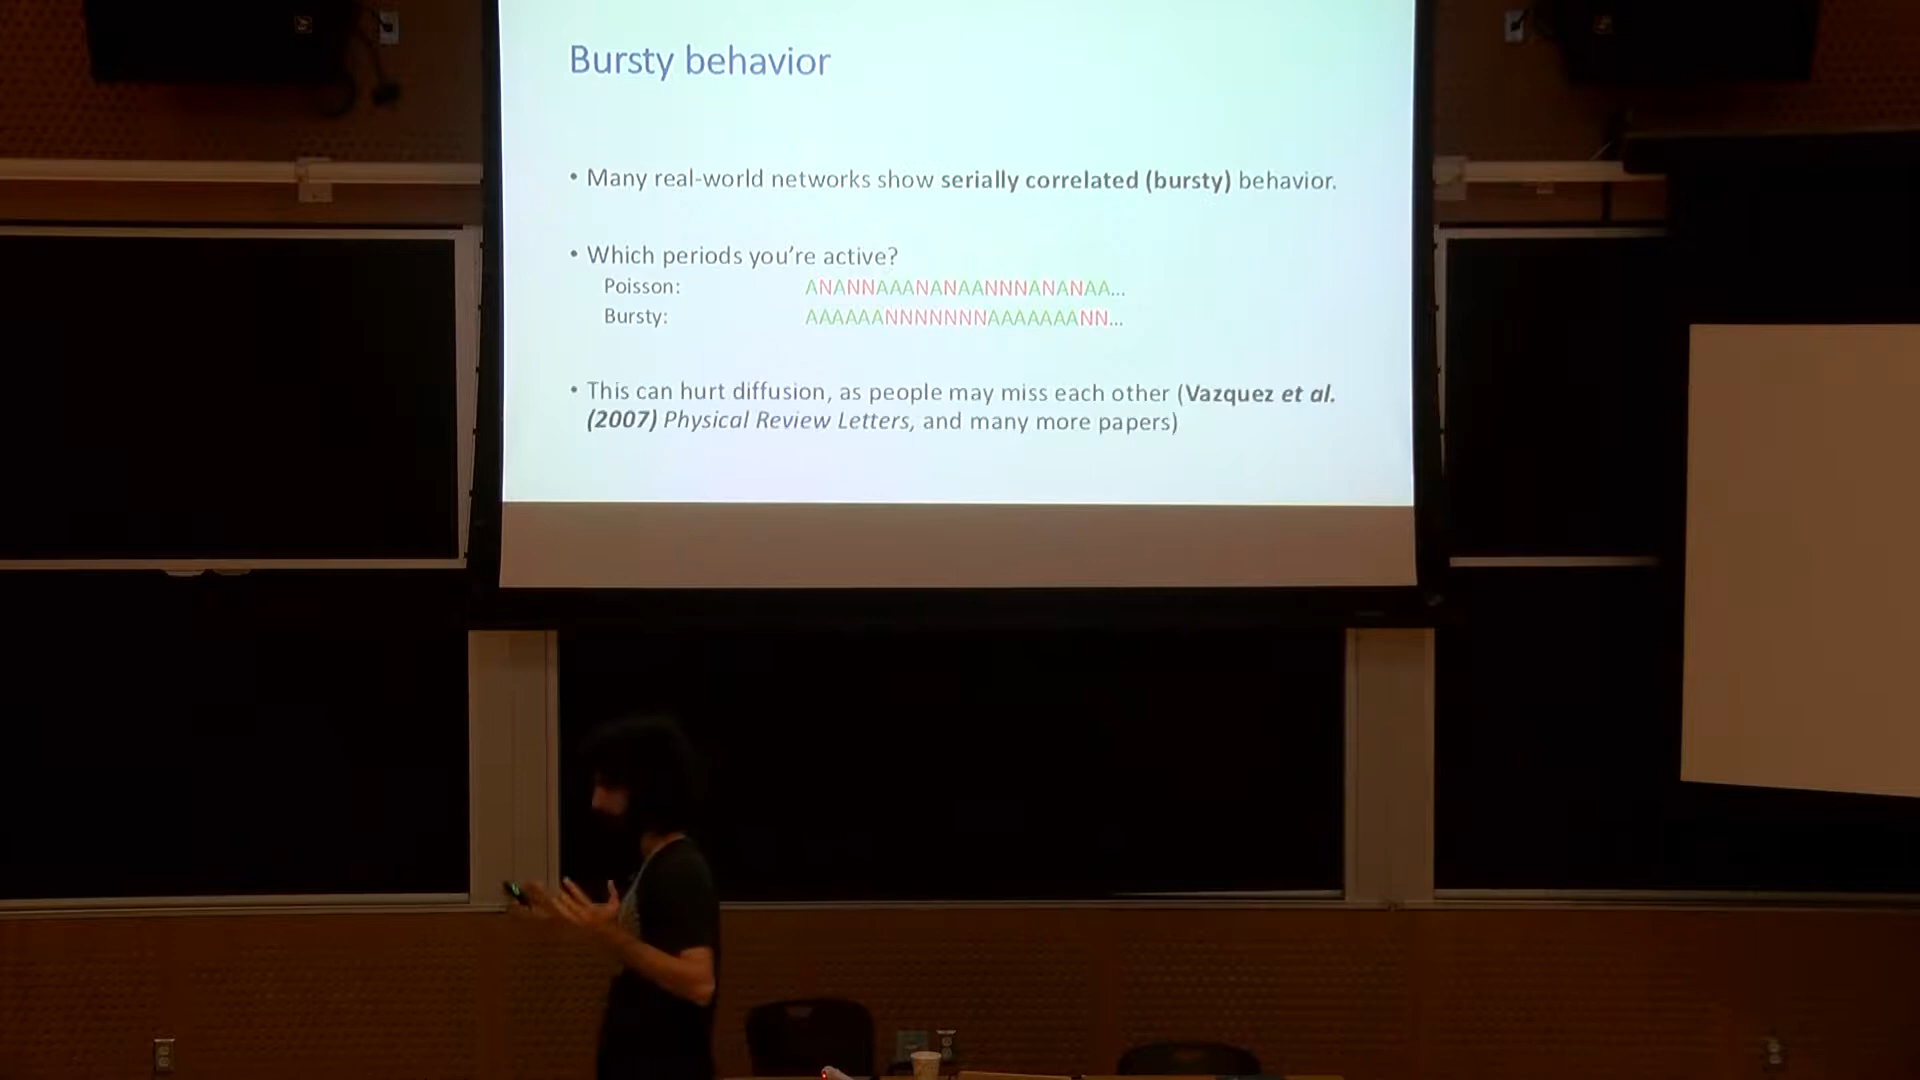 Bursty behavior
• Many real-world networks show serially correlated (bursty) behavior.
• Which periods you're active?
Poisson: ANANNAAANANAANNNANANAA...
Bursty: AAAAAANNNNNNNAAAAAAANN...
• This can hurt diffusion, as people may miss each other (Vazquez et al.
(2007) Physical Review Letters, and many more papers)